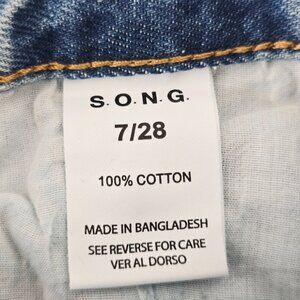 S.O.N.G.
7/28
100% COTTON
MADE IN BANGLADESH
SEE REVERSE FOR CARE
VER AL DORSO